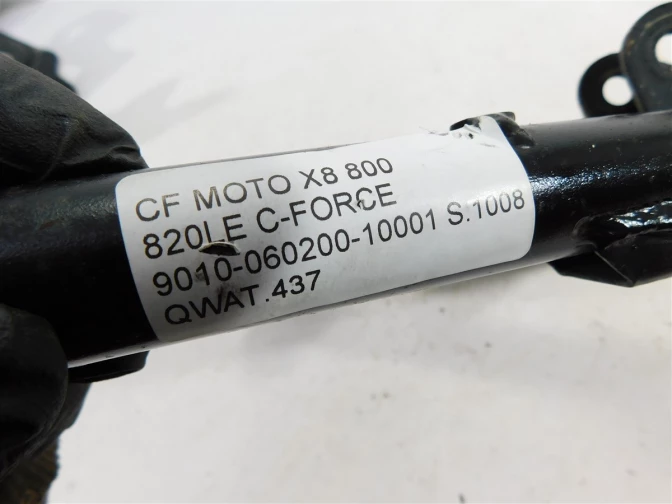 CF MOTO X8 800
820LE C-FORCE
9010-060200-10001 S.1008
QWAT.437